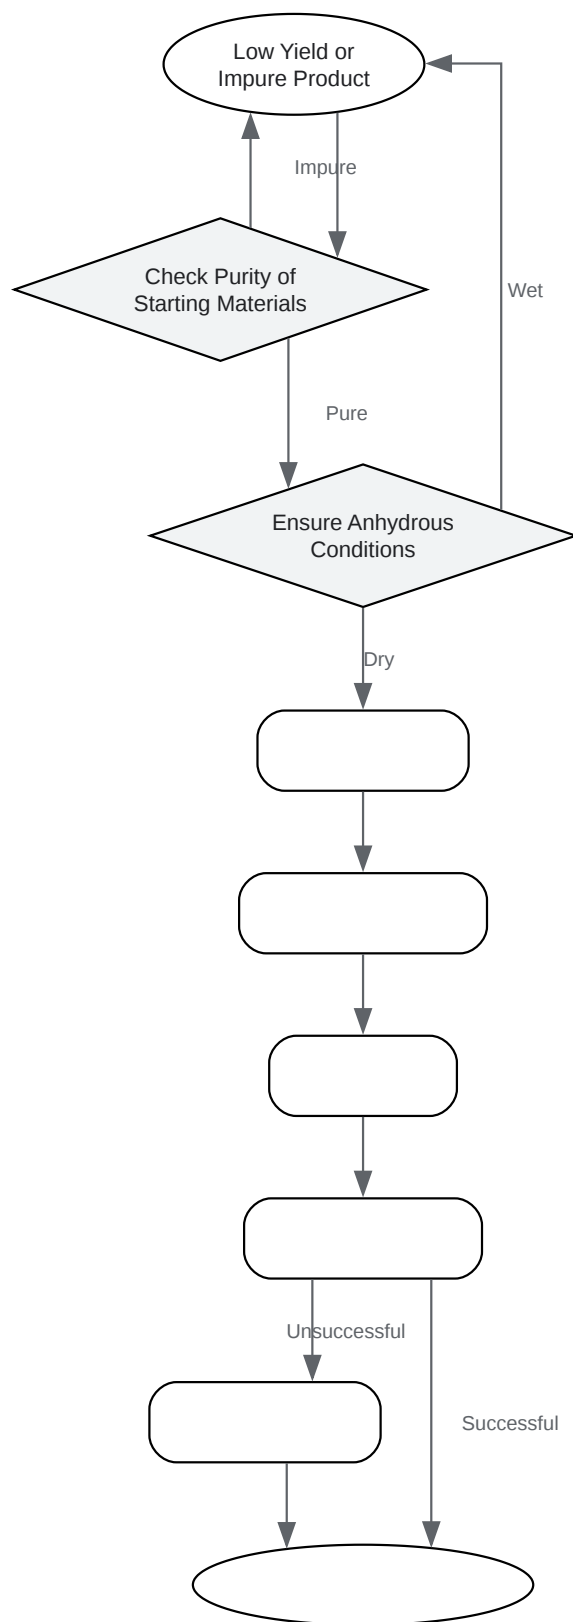 Low Yield or
Impure Product
Impure
Check Purity of
Starting Materials
Wet
Pure
Ensure Anhydrous
Conditions
Dry
Unsuccessful
Successful